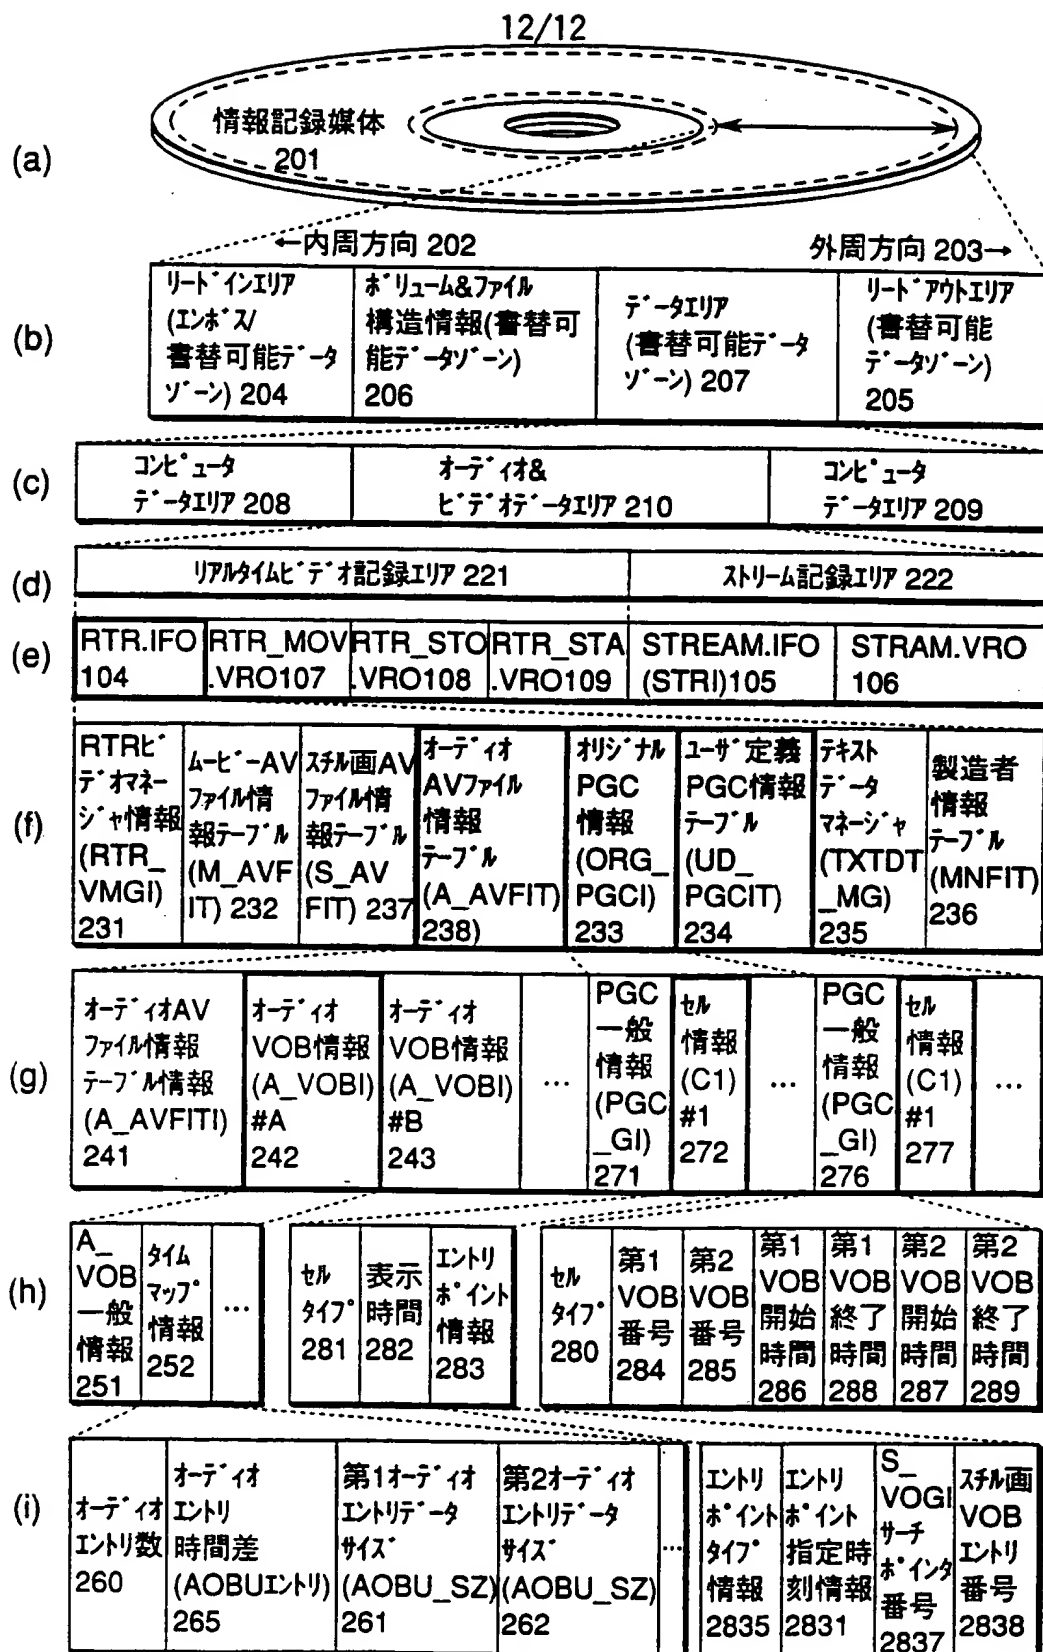 12/12
(a)
情報記録媒体
201
←内周方向 202
外周方向 203→
(b)
リードインエリア
(エンボス/
書替可能データ
ゾーン) 204
ボリューム&ファイル
構造情報(書替可
能データゾーン)
206
データエリア
(書替可能データ
ゾーン) 207
リードアウトエリア
(書替可能
データゾーン)
205
(c)
コンピュータ
データエリア 208
オーディオ&
ビデオデータエリア 210
コンピュータ
データエリア 209
(d)
リアルタイムビデオ記録エリア 221
ストリーム記録エリア 222
(e)
RTR.IFO
104
RTR_MOV
.VRO107
RTR_STO
.VRO108
RTR_STA
.VRO109
STREAM.IFO
(STRI)105
STRAM.VRO
106
(f)
RTRビ
デオマネー
ジャ情報
(RTR_
VMGI)
231
ムービーAV
ファイル情
報テーブル
(M_AVF
IT) 232
スチル画AV
ファイル情
報テーブル
(S_AV
FIT) 237
オーディオ
AVファイル
情報
テーブル
(A_AVFIT)
238)
オリジナル
PGC
情報
(ORG_
PGCI)
233
ユーザ定義
PGC情報
テーブル
(UD_
PGCIT)
234
テキスト
データ
マネージャ
(TXTDT
_MG)
235
製造者
情報
テーブル
(MNFIT)
236
(g)
オーディオAV
ファイル情報
テーブル情報
(A_AVFITI)
241
オーディオ
VOB情報
(A_VOBI)
#A
242
オーディオ
VOB情報
(A_VOBI)
#B
243
…
PGC
一般
情報
(PGC
_GI)
271
セル
情報
(C1)
#1
272
…
PGC
一般
情報
(PGC
_GI)
276
セル
情報
(C1)
#1
277
…
(h)
A_
VOB
一般
情報
251
タイム
マップ
情報
252
…
セル
タイプ
281
表示
時間
282
エントリ
ポイント
情報
283
セル
タイプ
280
第1
VOB
番号
284
第2
VOB
番号
285
第1
VOB
開始
時間
286
第1
VOB
終了
時間
288
第2
VOB
開始
時間
287
第2
VOB
終了
時間
289
(i)
オーディオ
エントリ数
260
オーディオ
エントリ
時間差
(AOBUエントリ)
265
第1オーディオ
エントリデータ
サイズ
(AOBU_SZ)
261
第2オーディオ
エントリデータ
サイズ
(AOBU_SZ)
262
…
エントリ
ポイント
タイプ
情報
2835
エントリ
ポイント
指定時
刻情報
2831
S_
VOGI
サーチ
ポインタ
番号
2837
スチル画
VOB
エントリ
番号
2838